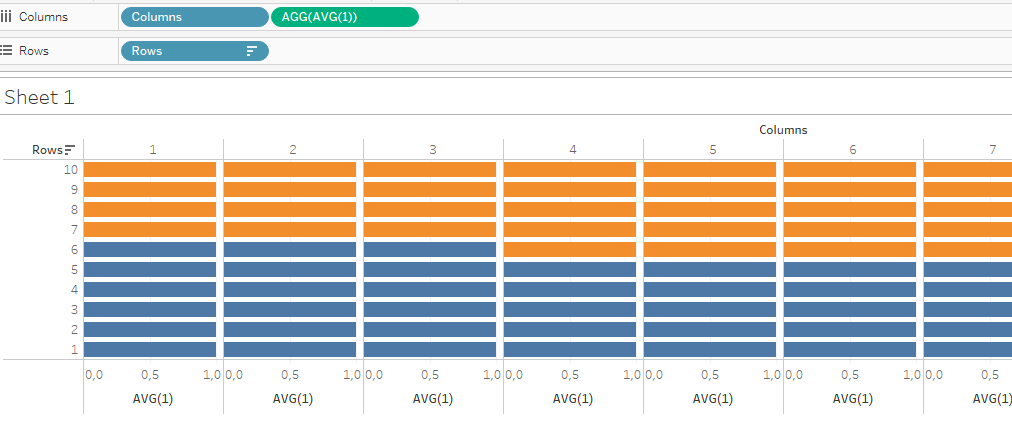 Columns Columns AGG(AVG(1))
Rows Rows
Sheet 1
Columns
Rows 1 2 3 4 5 6 7
10
9
8
7
6
5
4
3
2
1
0,0 0,5 1,0 0,0 0,5 1,0 0,0 0,5 1,0 0,0 0,5 1,0 0,0 0,5 1,0 0,0 0,5 1,0 0,0 0,5
AVG(1) AVG(1) AVG(1) AVG(1) AVG(1) AVG(1) AVG(1)